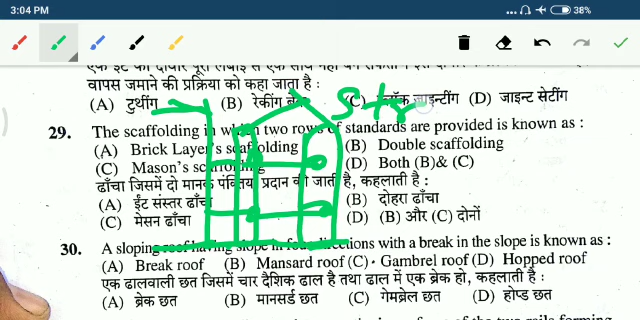 3:04 PM ... 38%
वापस जमाने की प्रक्रिया को कहा जाता है :
(A) टुथींग (B) रेकींग (C) जाइन्टींग (D) जाइन्ट सेटींग
Str
29. The scaffolding in which two rows of standards are provided is known as :
(A) Brick Layer's scaffolding (B) Double scaffolding
(C) Mason's scaffolding (D) Both (B)& (C)
ढाँचा जिसमें दो मानक पंक्तियाँ प्रदान की जाती है, कहलाती है :
(A) ईंट संस्तर ढाँचा (B) दोहरा ढाँचा
(C) मेसन ढाँचा (D) (B) और (C) दोनों
30. A sloping roof having slope in four directions with a break in the slope is known as :
(A) Break roof (B) Mansard roof (C) Gambrel roof (D) Hopped roof
एक ढालवाली छत जिसमें चार दैशिक ढाल है तथा ढाल में एक ब्रेक हो, कहलाती है :
(A) ब्रेक छत (B) मानसर्ड छत (C) गेमब्रेल छत (D) होप्ड छत